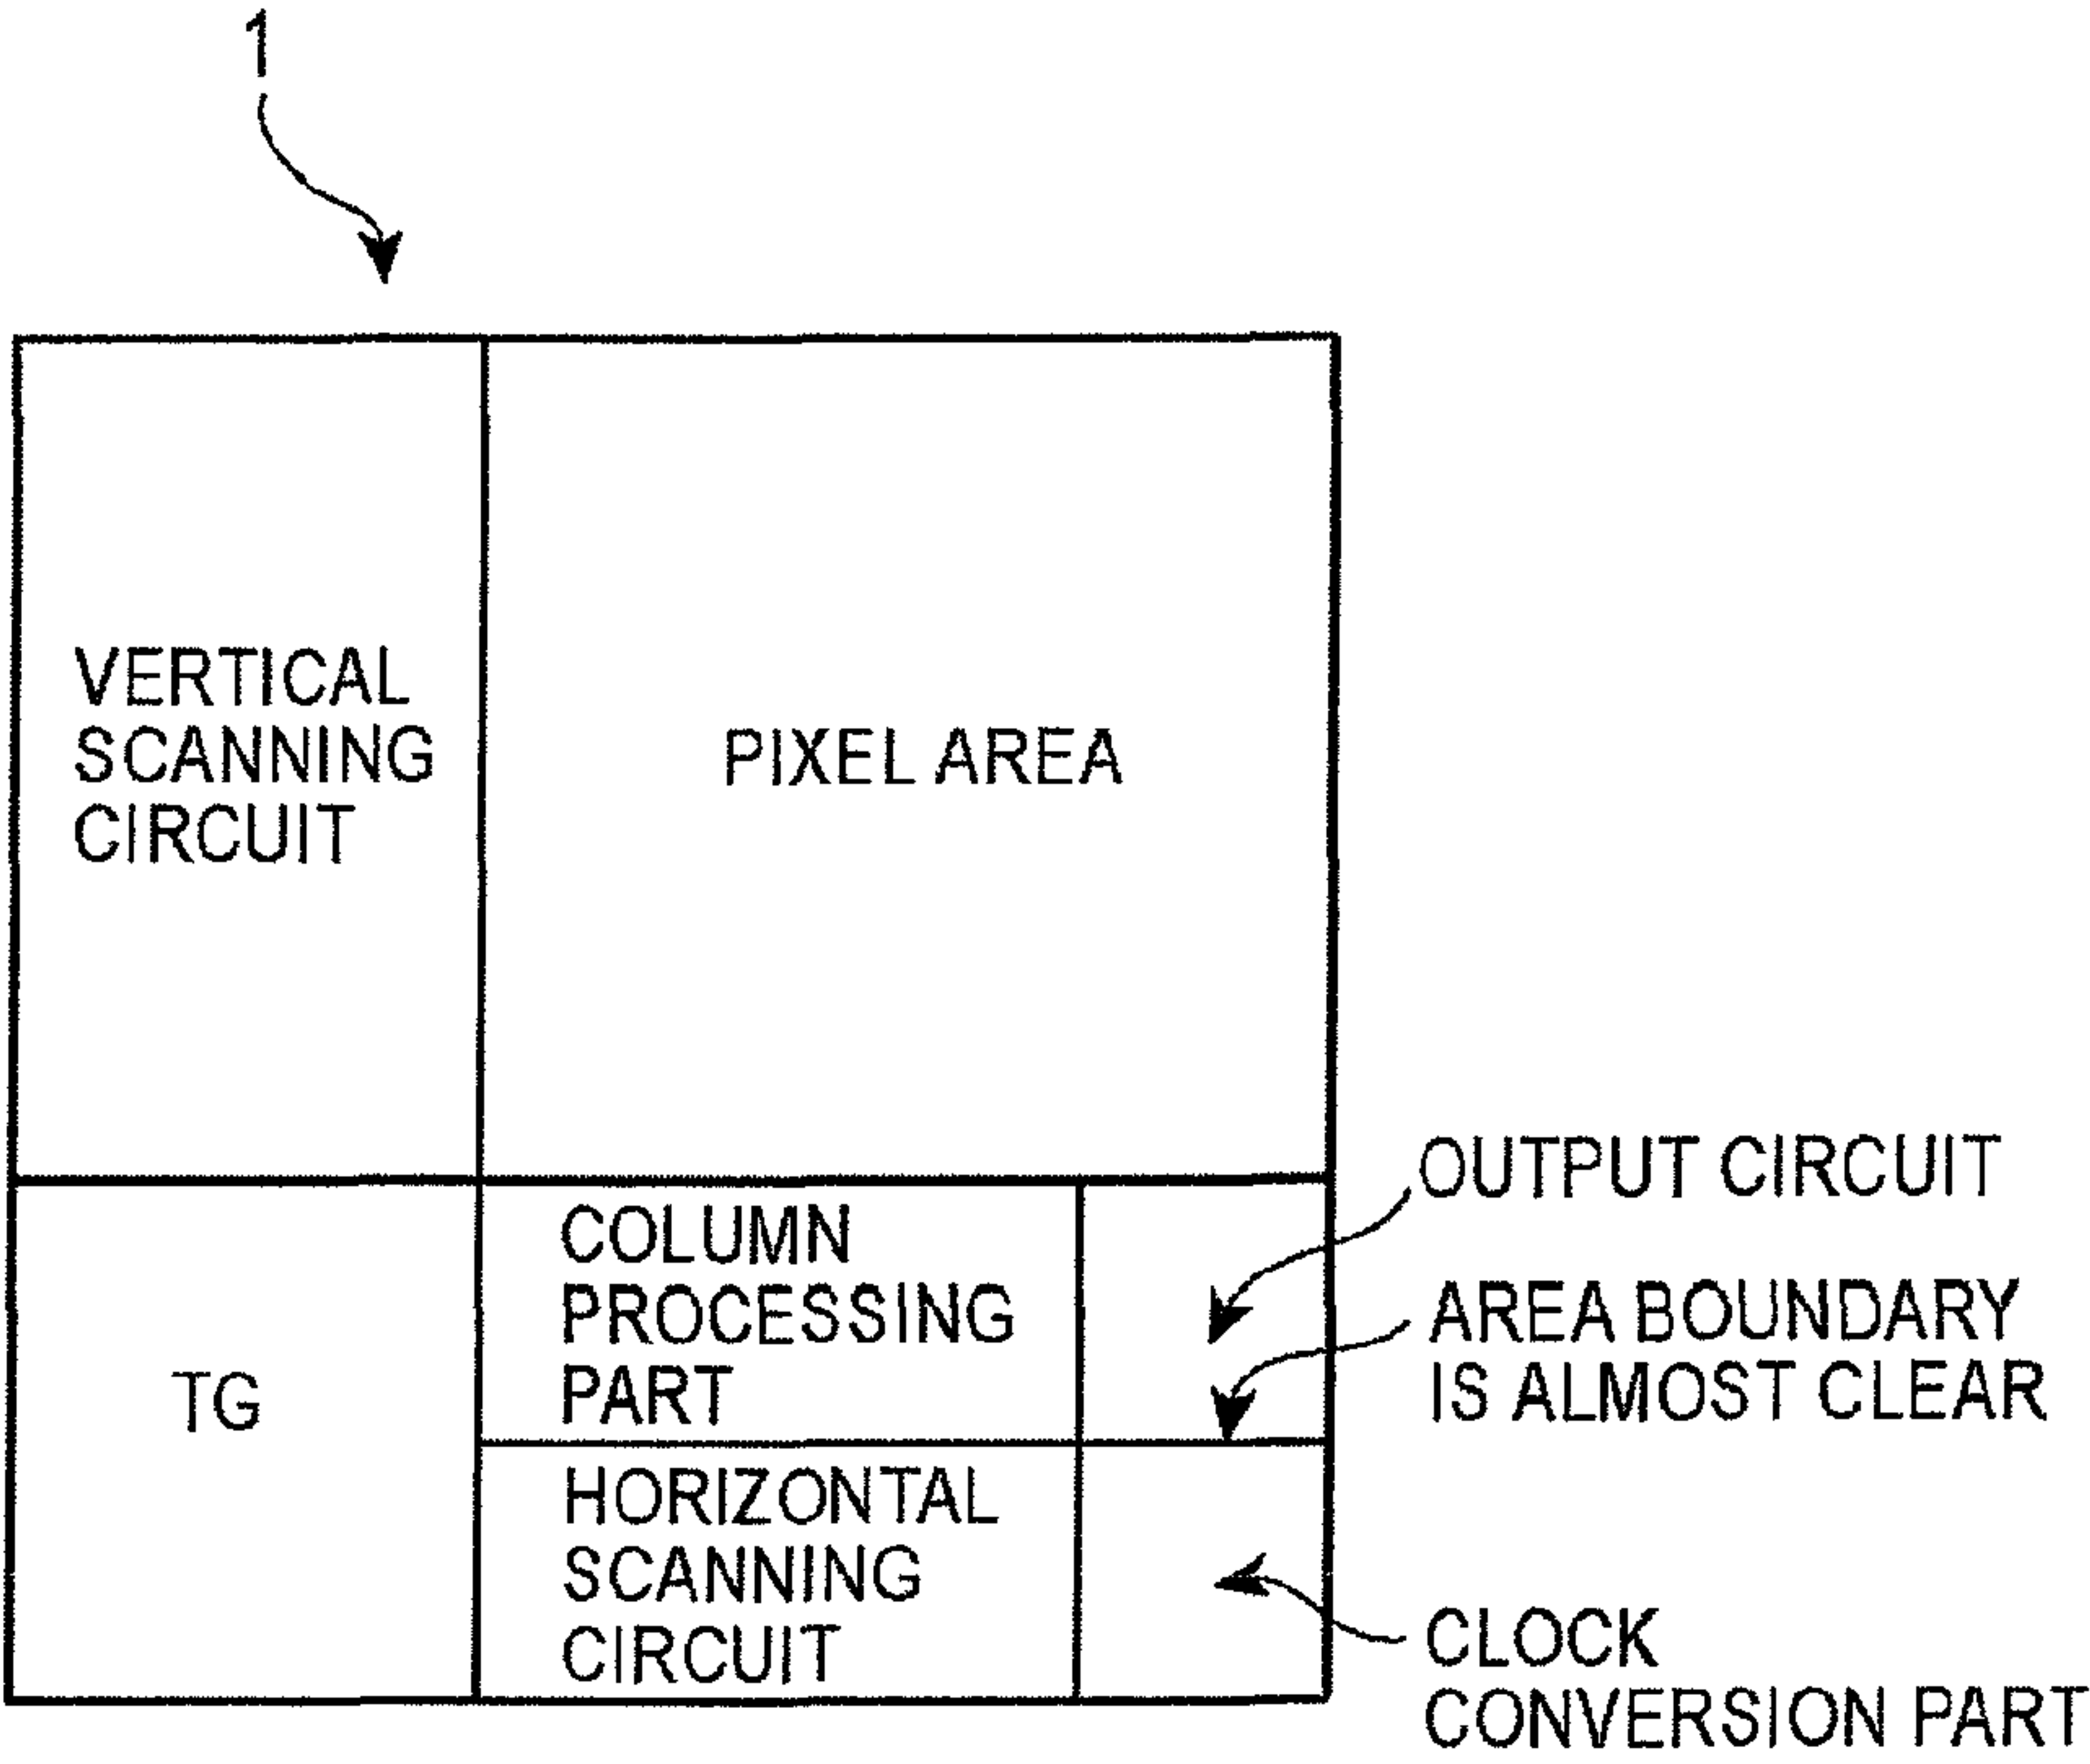 1
VERTICAL
SCANNING
CIRCUIT
PIXEL AREA
OUTPUT CIRCUIT
AREA BOUNDARY
IS ALMOST CLEAR
COLUMN
PROCESSING
PART
TG
HORIZONTAL
SCANNING
CIRCUIT
CLOCK
CONVERSION PART